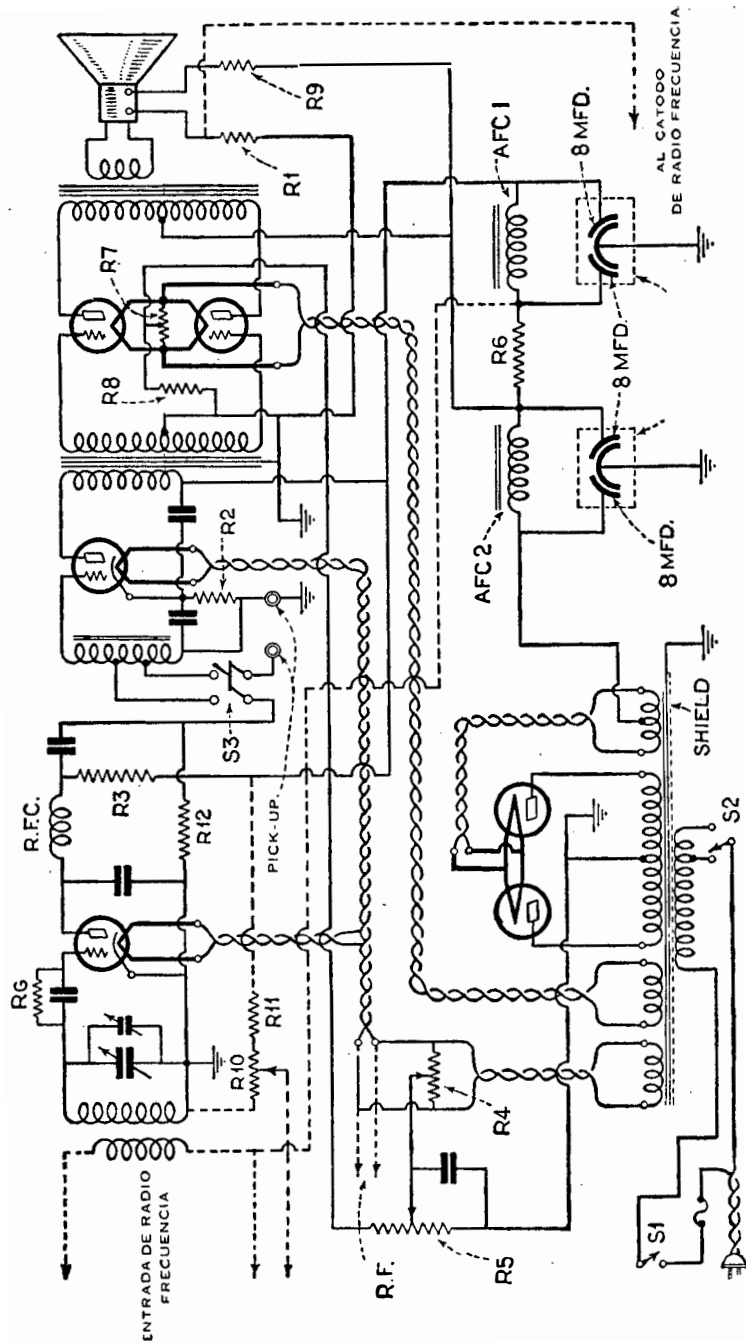 RG
R.F.C.
R3
R7
R8
ENTRADA DE RADIO
FRECUENCIA
R12
R2
S3
R10
R11
R1
PICK-UP.
R9
R.F.
R4
R5
AFC 2
R6
AFC 1
8 MFD.
8 MFD.
8 MFD.
AL CATODO
DE RADIO FRECUENCIA
S1
SHIELD
S2